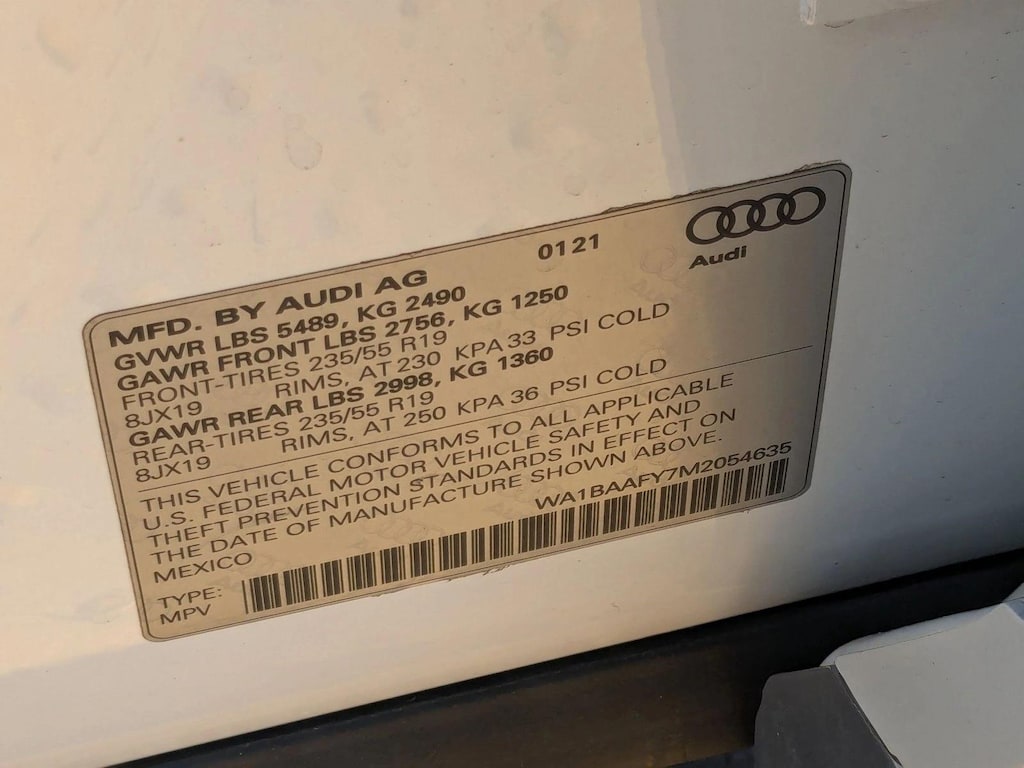 0121
Audi
MFD. BY AUDI AG
GVWR LBS 5489, KG 2490
GAWR FRONT LBS 2756, KG 1250
FRONT-TIRES 235/55 R19
8JX19 RIMS, AT 230 KPA 33 PSI COLD
GAWR REAR LBS 2998, KG 1360
REAR-TIRES 235/55 R19
8JX19 RIMS, AT 250 KPA 36 PSI COLD
THIS VEHICLE CONFORMS TO ALL APPLICABLE
U.S. FEDERAL MOTOR VEHICLE SAFETY AND
THEFT PREVENTION STANDARDS IN EFFECT ON
THE DATE OF MANUFACTURE SHOWN ABOVE.
MEXICO WA1BAAFY7M2054635
TYPE:
MPV